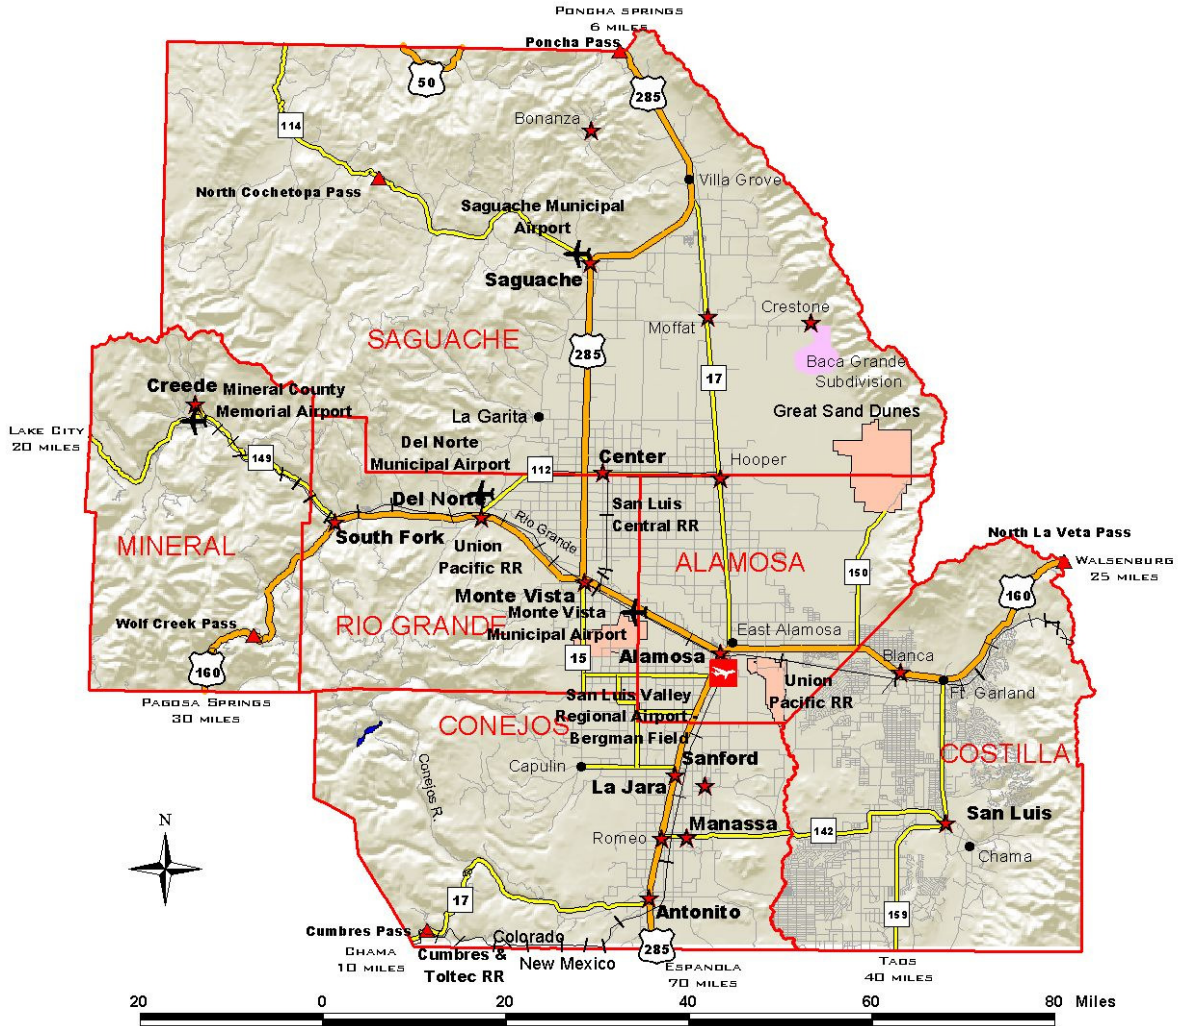 PONCHA SPRINGS
6 MILES
Poncha Pass
50
285
Bonanza
114
Villa Grove
North Cochetopa Pass
Saguache Municipal
Airport
Saguache
Crestone
Moffat
SAGUACHE
285
Baca Grande
Subdivision
17
Creede
Mineral County
Memorial Airport
La Garita
Great Sand Dunes
LAKE CITY
20 MILES
Del Norte
Municipal Airport
149
112
Center
Hooper
Del Norte
San Luis
Central RR
Rio Grande
South Fork
North La Veta Pass
MINERAL
Union
Pacific RR
ALAMOSA
WALSENBURG
25 MILES
150
160
Monte Vista
Monte Vista
Municipal Airport
Wolf Creek Pass
RIO GRANDE
East Alamosa
15
Alamosa
Blanca
160
Union
Pacific RR
Ft. Garland
PAGOSA SPRINGS
30 MILES
San Luis Valley
Regional Airport
Bergman Field
CONEJOS
COSTILLA
Capulin
Sanford
La Jara
Conejos R.
San Luis
Manassa
Romeo
142
N
Chama
17
Antonito
159
Cumbres Pass
Colorado
New Mexico
285
CHAMA
10 MILES
Cumbres &
Toltec RR
ESPANOLA
70 MILES
TAOS
40 MILES
20 0 20 40 60 80 Miles